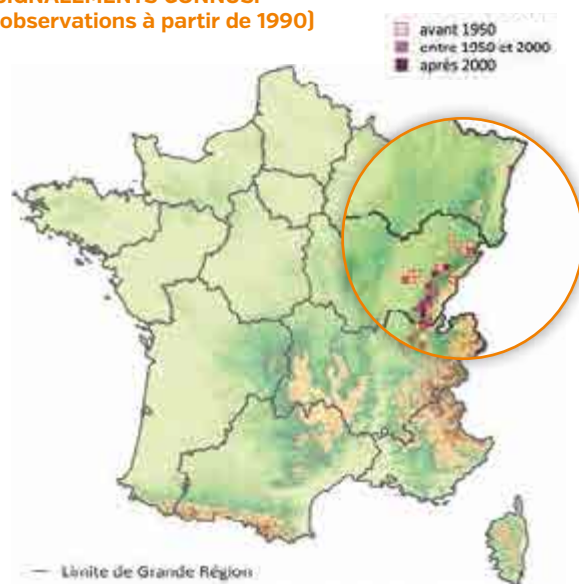 (observations à partir de 1990)
avant 1950
entre 1950 et 2000
après 2000
Limite de Grande Région